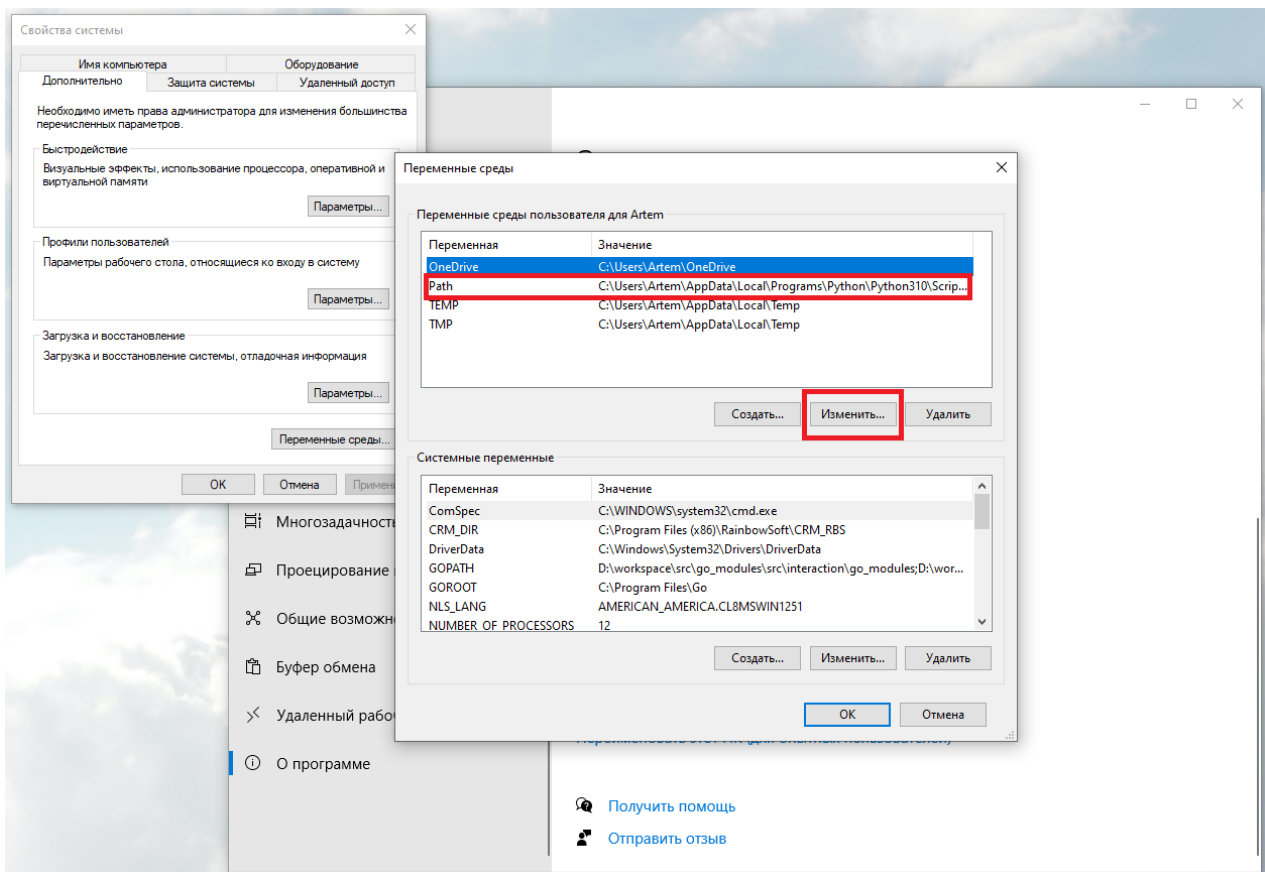 Свойства системы
Имя компьютера
Оборудование
Дополнительно
Защита системы
Удаленный доступ
Необходимо иметь права администратора для изменения большинства
перечисленных параметров.
Быстродействие
Визуальные эффекты, использование процессора, оперативной и
виртуальной памяти
Параметры...
Профили пользователей
Параметры рабочего стола, относящиеся ко входу в систему
Параметры...
Загрузка и восстановление
Загрузка и восстановление системы, отладочная информация
Параметры...
Переменные среды...
ОК
Отмена
Примен
Переменные среды
Переменные среды пользователя для Artem
Переменная Значение
OneDrive C:\Users\Artem\OneDrive
Path C:\Users\Artem\AppData\Local\Programs\Python\Python310\Scrip...
TEMP C:\Users\Artem\AppData\Local\Temp
TMP C:\Users\Artem\AppData\Local\Temp
Создать... Изменить... Удалить
Системные переменные
Переменная Значение
ComSpec C:\WINDOWS\system32\cmd.exe
CRM_DIR C:\Program Files (x86)\RainbowSoft\CRM_RBS
DriverData C:\Windows\System32\Drivers\DriverData
GOPATH D:\workspace\src\go_modules\src\interaction\go_modules;D:\wor...
GOROOT C:\Program Files\Go
NLS_LANG AMERICAN_AMERICA.CL8MSWIN1251
NUMBER OF PROCESSORS 12
Создать... Изменить... Удалить
ОК Отмена
Многозадачность
Проецирование
Общие возможн
Буфер обмена
Удаленный рабо
О программе
Получить помощь
Отправить отзыв